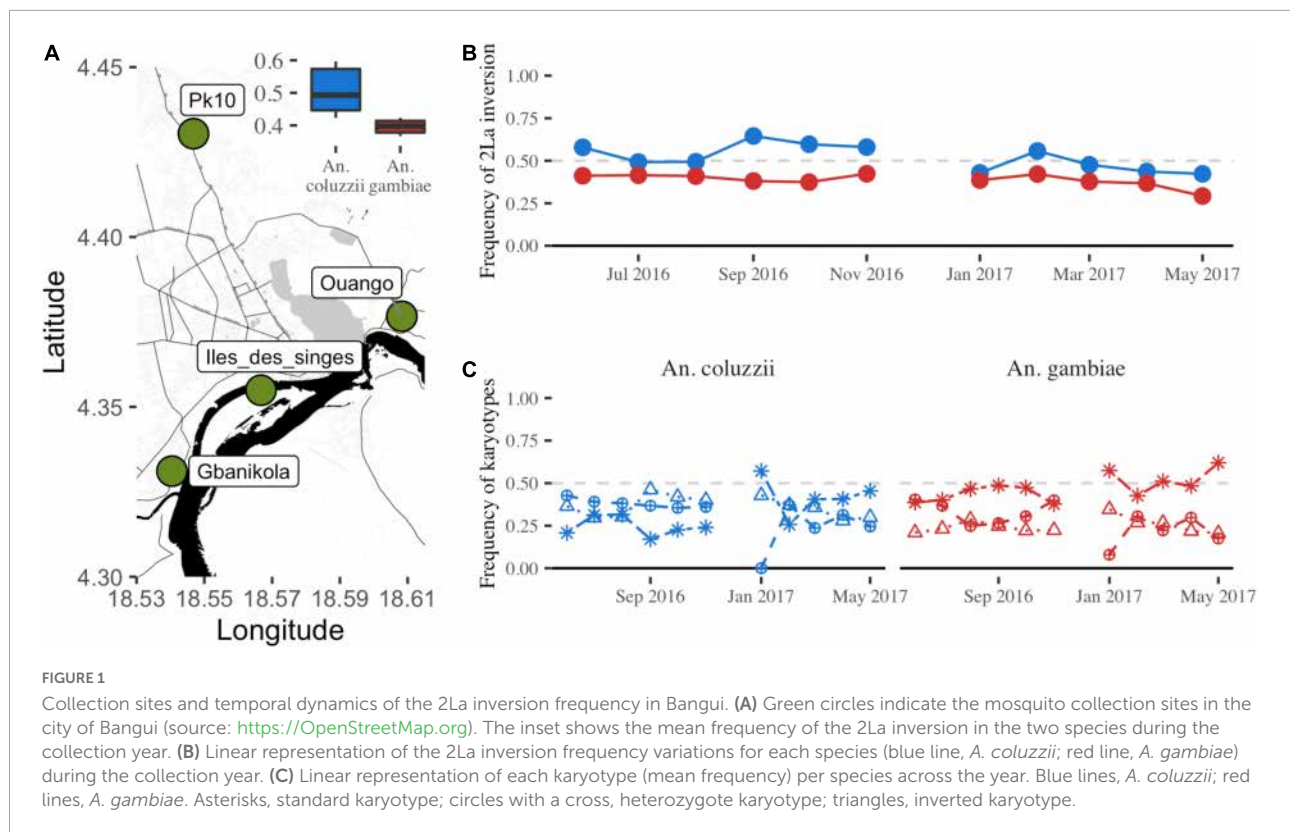 A
4.45
4.40
4.35
4.30
Latitude
18.53 18.55 18.57 18.59 18.61
Longitude
Pk10
Ouango
Iles_des_singes
Gbanikola
0.6
0.5
0.4
An.
coluzzii
An.
gambiae
B
Frequency of 2La inversion
1.00
0.75
0.50
0.25
0.00
Jul 2016 Sep 2016 Nov 2016 Jan 2017 Mar 2017 May 2017
C
An. coluzzii An. gambiae
Frequency of karyotypes
1.00
0.75
0.50
0.25
0.00
Sep 2016 Jan 2017 May 2017 Sep 2016 Jan 2017 May 2017
FIGURE 1
Collection sites and temporal dynamics of the 2La inversion frequency in Bangui. (A) Green circles indicate the mosquito collection sites in the
city of Bangui (source: https://OpenStreetMap.org). The inset shows the mean frequency of the 2La inversion in the two species during the
collection year. (B) Linear representation of the 2La inversion frequency variations for each species (blue line, A. coluzzii; red line, A. gambiae)
during the collection year. (C) Linear representation of each karyotype (mean frequency) per species across the year. Blue lines, A. coluzzii; red
lines, A. gambiae. Asterisks, standard karyotype; circles with a cross, heterozygote karyotype; triangles, inverted karyotype.